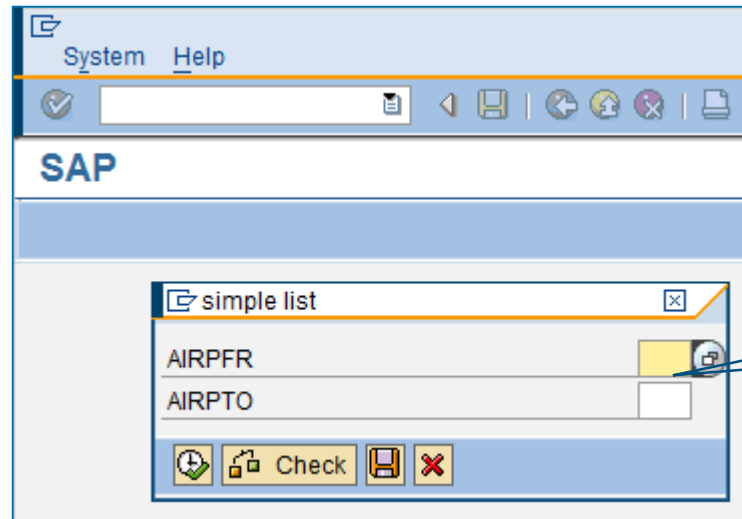 System Help
SAP
simple list
AIRPFR
AIRPTO
Check